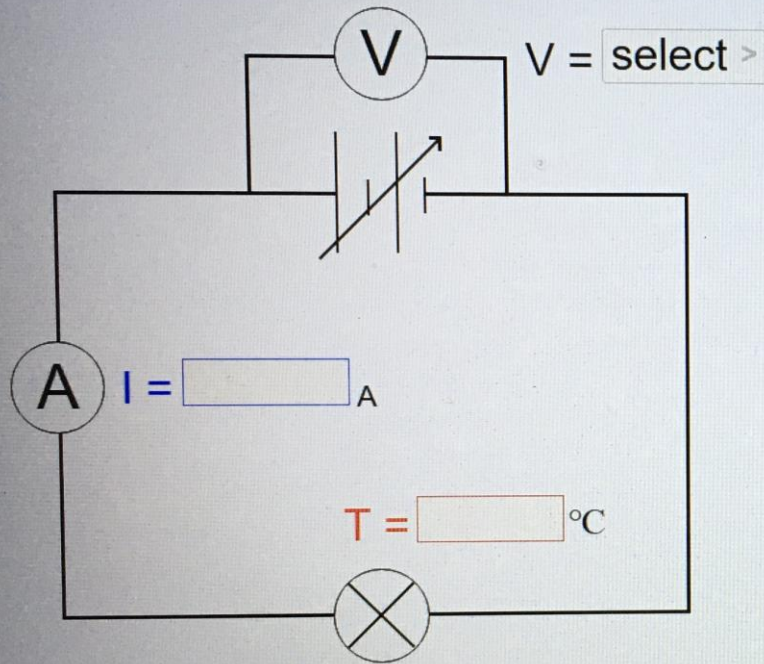 V
V = select >
A
I = A
T = °C